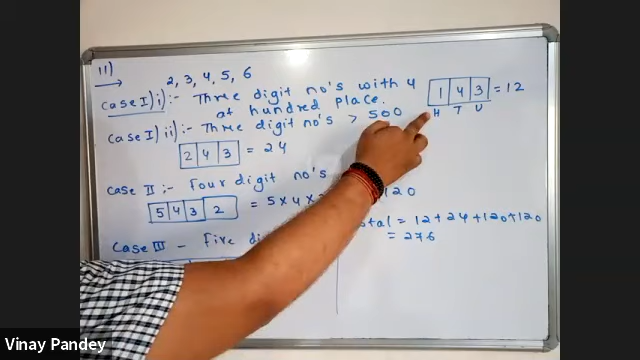 11)
2, 3, 4, 5, 6
Case I) i) :- Three digit no's with 4
at hundred place.
1 4 3 = 12
H T U
Case I) ii) :- Three digit no's > 500
2 4 3 = 24
Case II :- Four digit no's
5 4 3 2 = 5 x 4 x 120
Case III - Five di
tal = 12 + 24 + 120 + 120
= 276
Vinay Pandey